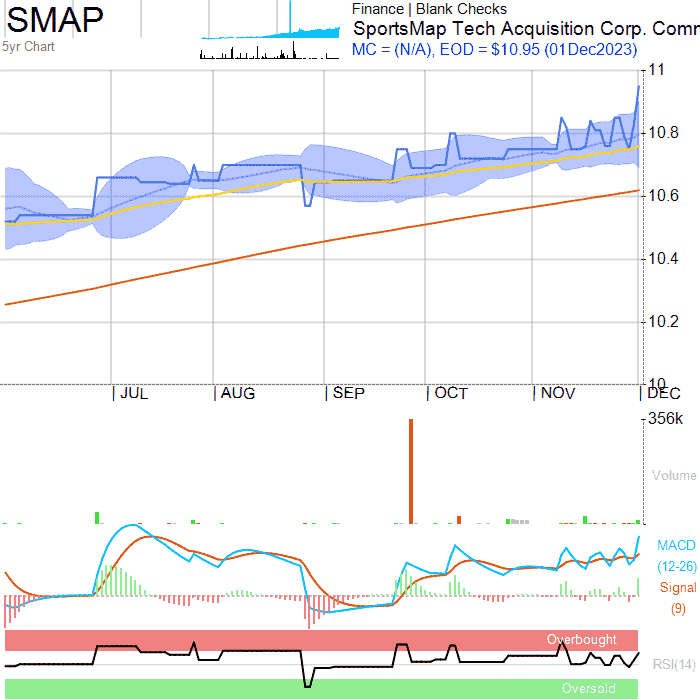 SMAP
5yr Chart
Finance | Blank Checks
SportsMap Tech Acquisition Corp. Comm
MC = (N/A), EOD = $10.95 (01Dec2023)
11
10.8
10.6
10.4
10.2
10
JUL
AUG
SEP
OCT
NOV
DEC
356k
Volume
MACD
(12-26)
Signal
(9)
Overbought
RSI(14)
Oversold